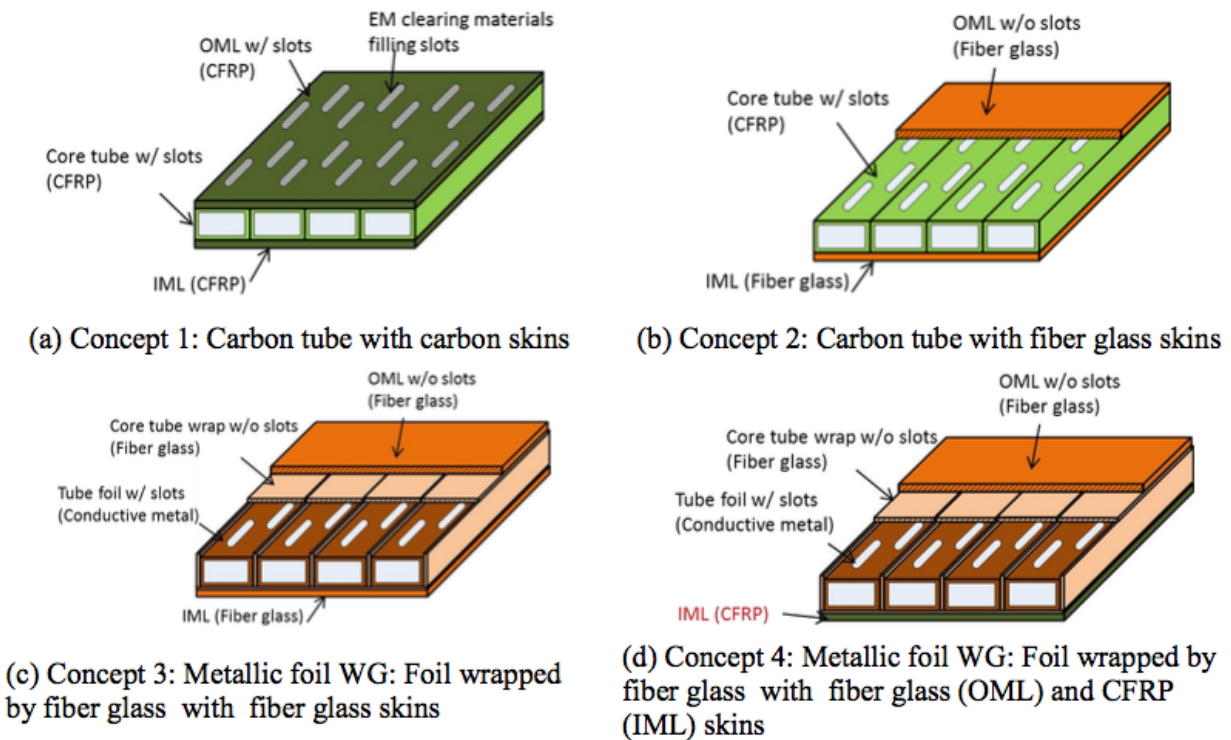 EM clearing materials
filling slots
OML w/ slots
(CFRP)
Core tube w/ slots
(CFRP)
IML (CFRP)
(a) Concept 1: Carbon tube with carbon skins
OML w/o slots
(Fiber glass)
Core tube w/ slots
(CFRP)
IML (Fiber glass)
(b) Concept 2: Carbon tube with fiber glass skins
OML w/o slots
(Fiber glass)
Core tube wrap w/o slots
(Fiber glass)
Tube foil w/ slots
(Conductive metal)
IML (Fiber glass)
(c) Concept 3: Metallic foil WG: Foil wrapped
by fiber glass with fiber glass skins
OML w/o slots
(Fiber glass)
Core tube wrap w/o slots
(Fiber glass)
Tube foil w/ slots
(Conductive metal)
IML (CFRP)
(d) Concept 4: Metallic foil WG: Foil wrapped by
fiber glass with fiber glass (OML) and CFRP
(IML) skins